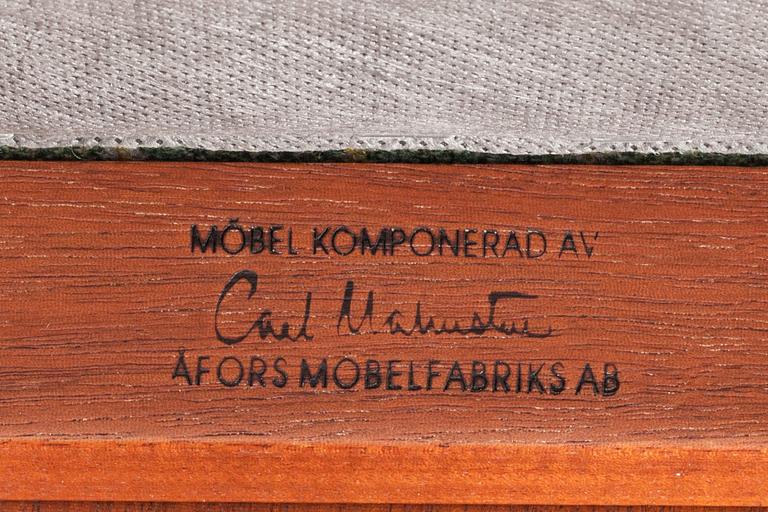 MÖBEL KOMPONERAD AV
Carl Malmsten
ÅFORS MÖBELFABRIKS AB